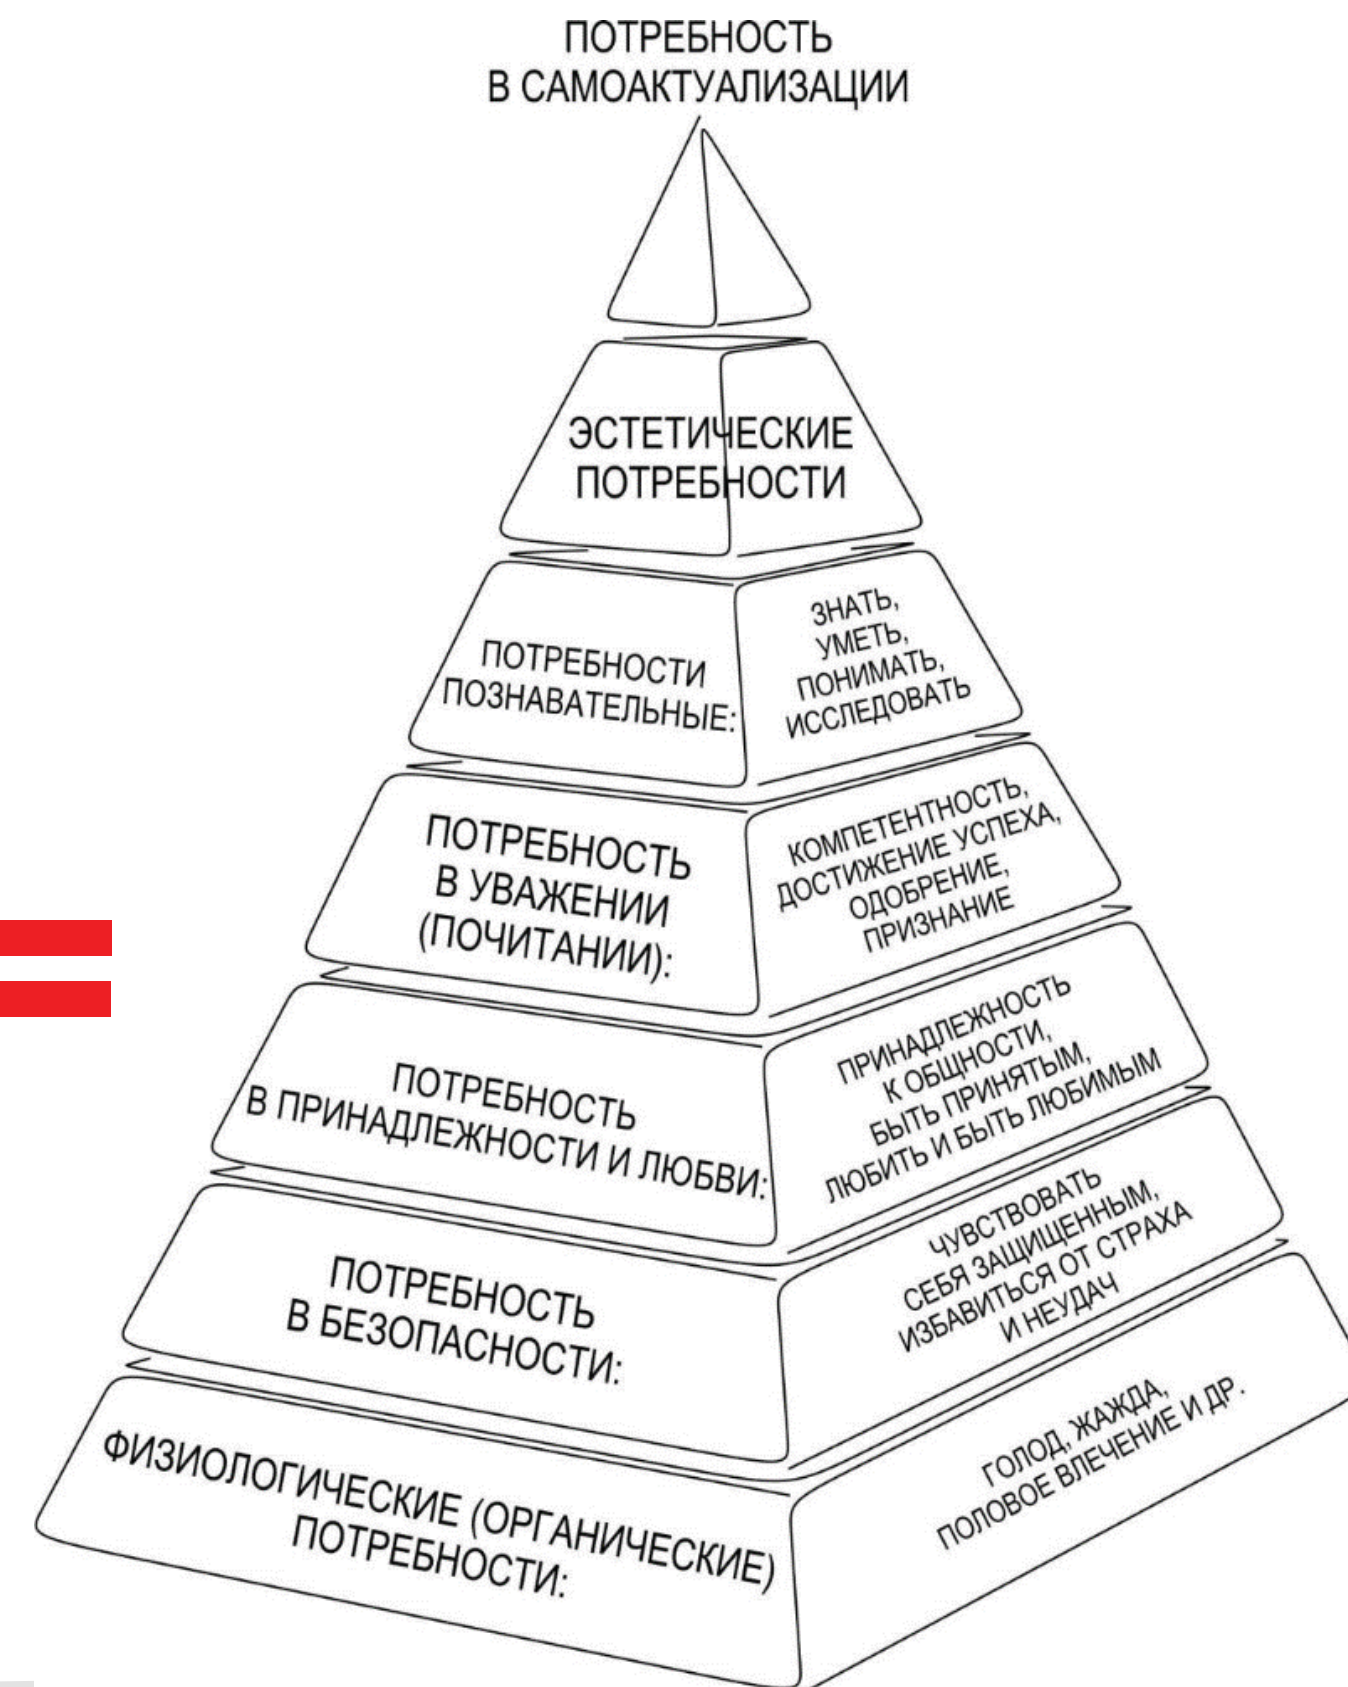 ПОТРЕБНОСТЬ
В САМОАКТУАЛИЗАЦИИ
ЭСТЕТИЧЕСКИЕ
ПОТРЕБНОСТИ
ПОТРЕБНОСТИ
ПОЗНАВАТЕЛЬНЫЕ:
ЗНАТЬ,
УМЕТЬ,
ПОНИМАТЬ,
ИССЛЕДОВАТЬ
ПОТРЕБНОСТЬ
В УВАЖЕНИИ
(ПОЧИТАНИИ):
КОМПЕТЕНТНОСТЬ,
ДОСТИЖЕНИЕ УСПЕХА,
ОДОБРЕНИЕ,
ПРИЗНАНИЕ
ПОТРЕБНОСТЬ
В ПРИНАДЛЕЖНОСТИ И ЛЮБВИ:
ПРИНАДЛЕЖНОСТЬ
К ОБЩНОСТИ,
БЫТЬ ПРИНЯТЫМ,
ЛЮБИТЬ И БЫТЬ ЛЮБИМЫМ
ПОТРЕБНОСТЬ
В БЕЗОПАСНОСТИ:
ЧУВСТВОВАТЬ
СЕБЯ ЗАЩИЩЕННЫМ,
ИЗБАВИТЬСЯ ОТ СТРАХА
И НЕУДАЧ
ФИЗИОЛОГИЧЕСКИЕ (ОРГАНИЧЕСКИЕ)
ПОТРЕБНОСТИ:
ГОЛОД, ЖАЖДА,
ПОЛОВОЕ ВЛЕЧЕНИЕ И ДР.